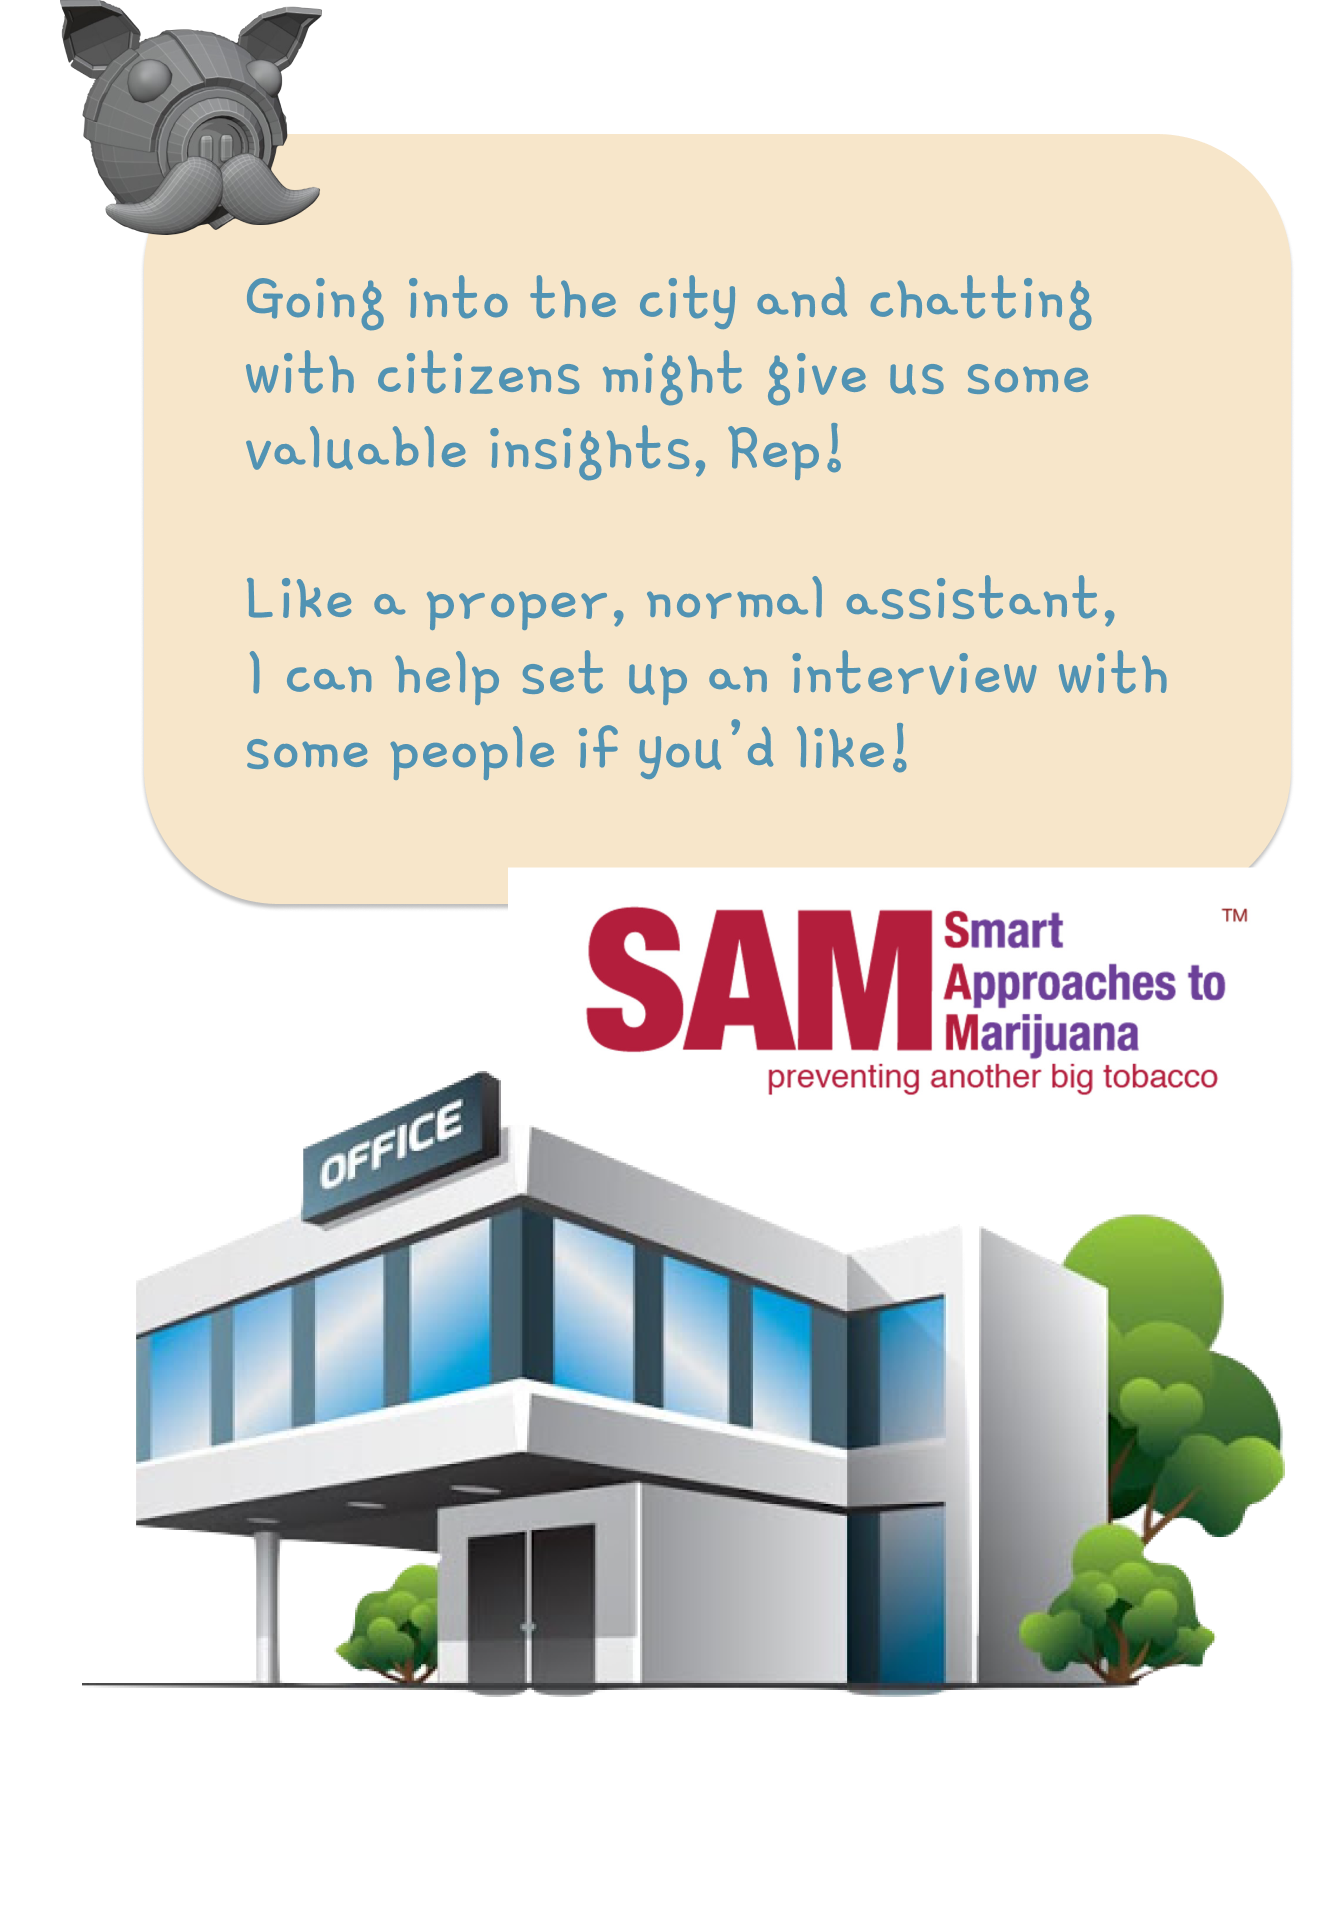 Going into the city and chatting
with citizens might give us some
valuable insights, Rep!
Like a proper, normal assistant,
I can help set up an interview with
some people if you’d like!
SAM Smart ™
Approaches to
Marijuana
preventing another big tobacco
OFFICE